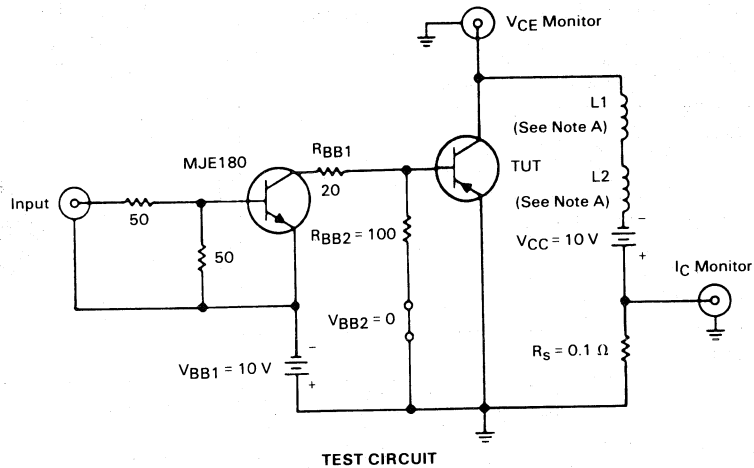 VCE Monitor
L1
(See Note A)
RBB1
MJE180
20
TUT
L2
(See Note A)
Input
50
50
RBB2 = 100
−
VCC = 10 V
+
IC Monitor
VBB2 = 0
−
VBB1 = 10 V
+
Rs = 0.1 Ω
TEST CIRCUIT